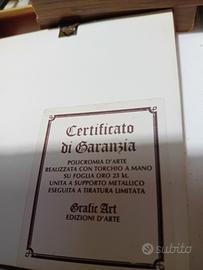 Certificato
di Garanzia
POLICROMIA D'ARTE
REALIZZATA CON TORCHIO A MANO
SU FOGLIA ORO 23 kt.
UNITA A SUPPORTO METALLICO
ESEGUITA A TIRATURA LIMITATA
Grafic Art
EDIZIONI D'ARTE
subito